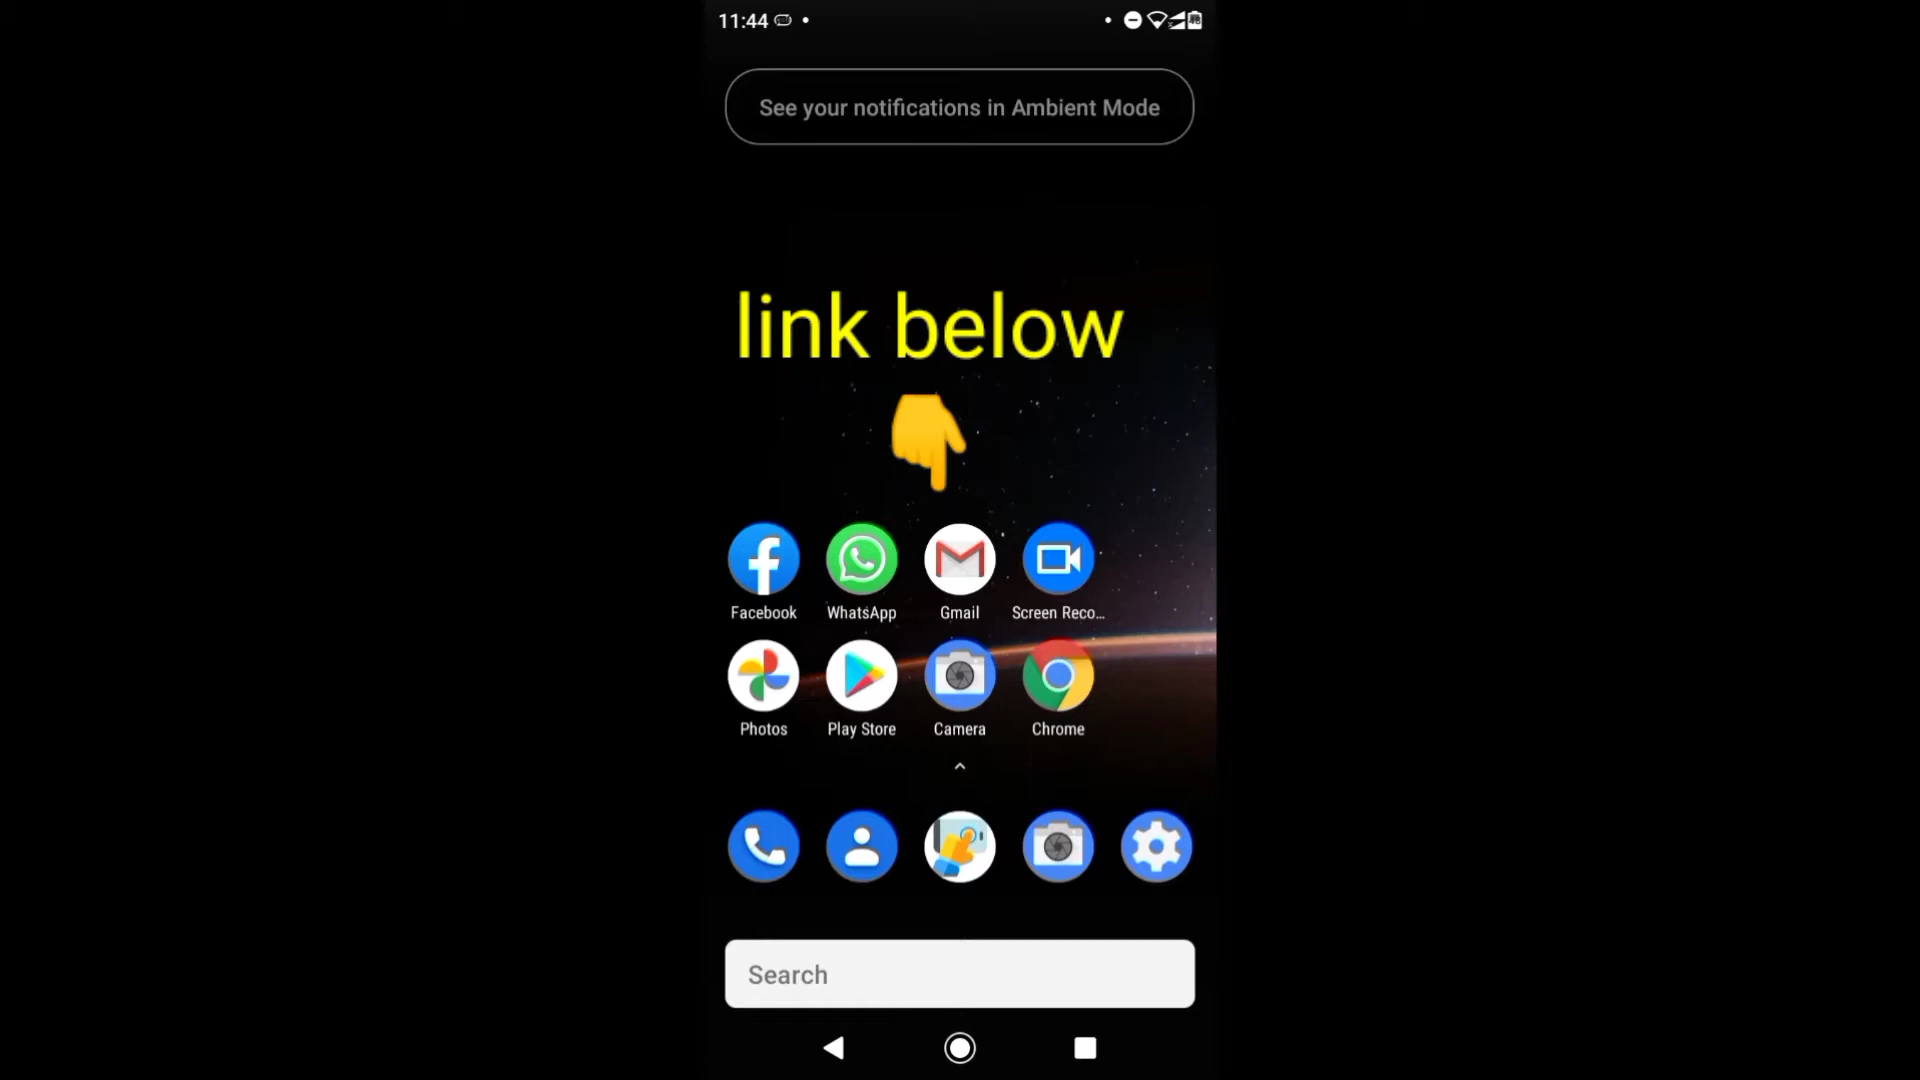 11:44
See your notifications in Ambient Mode
link below
Facebook WhatsApp Gmail Screen Reco...
Photos Play Store Camera Chrome
Search